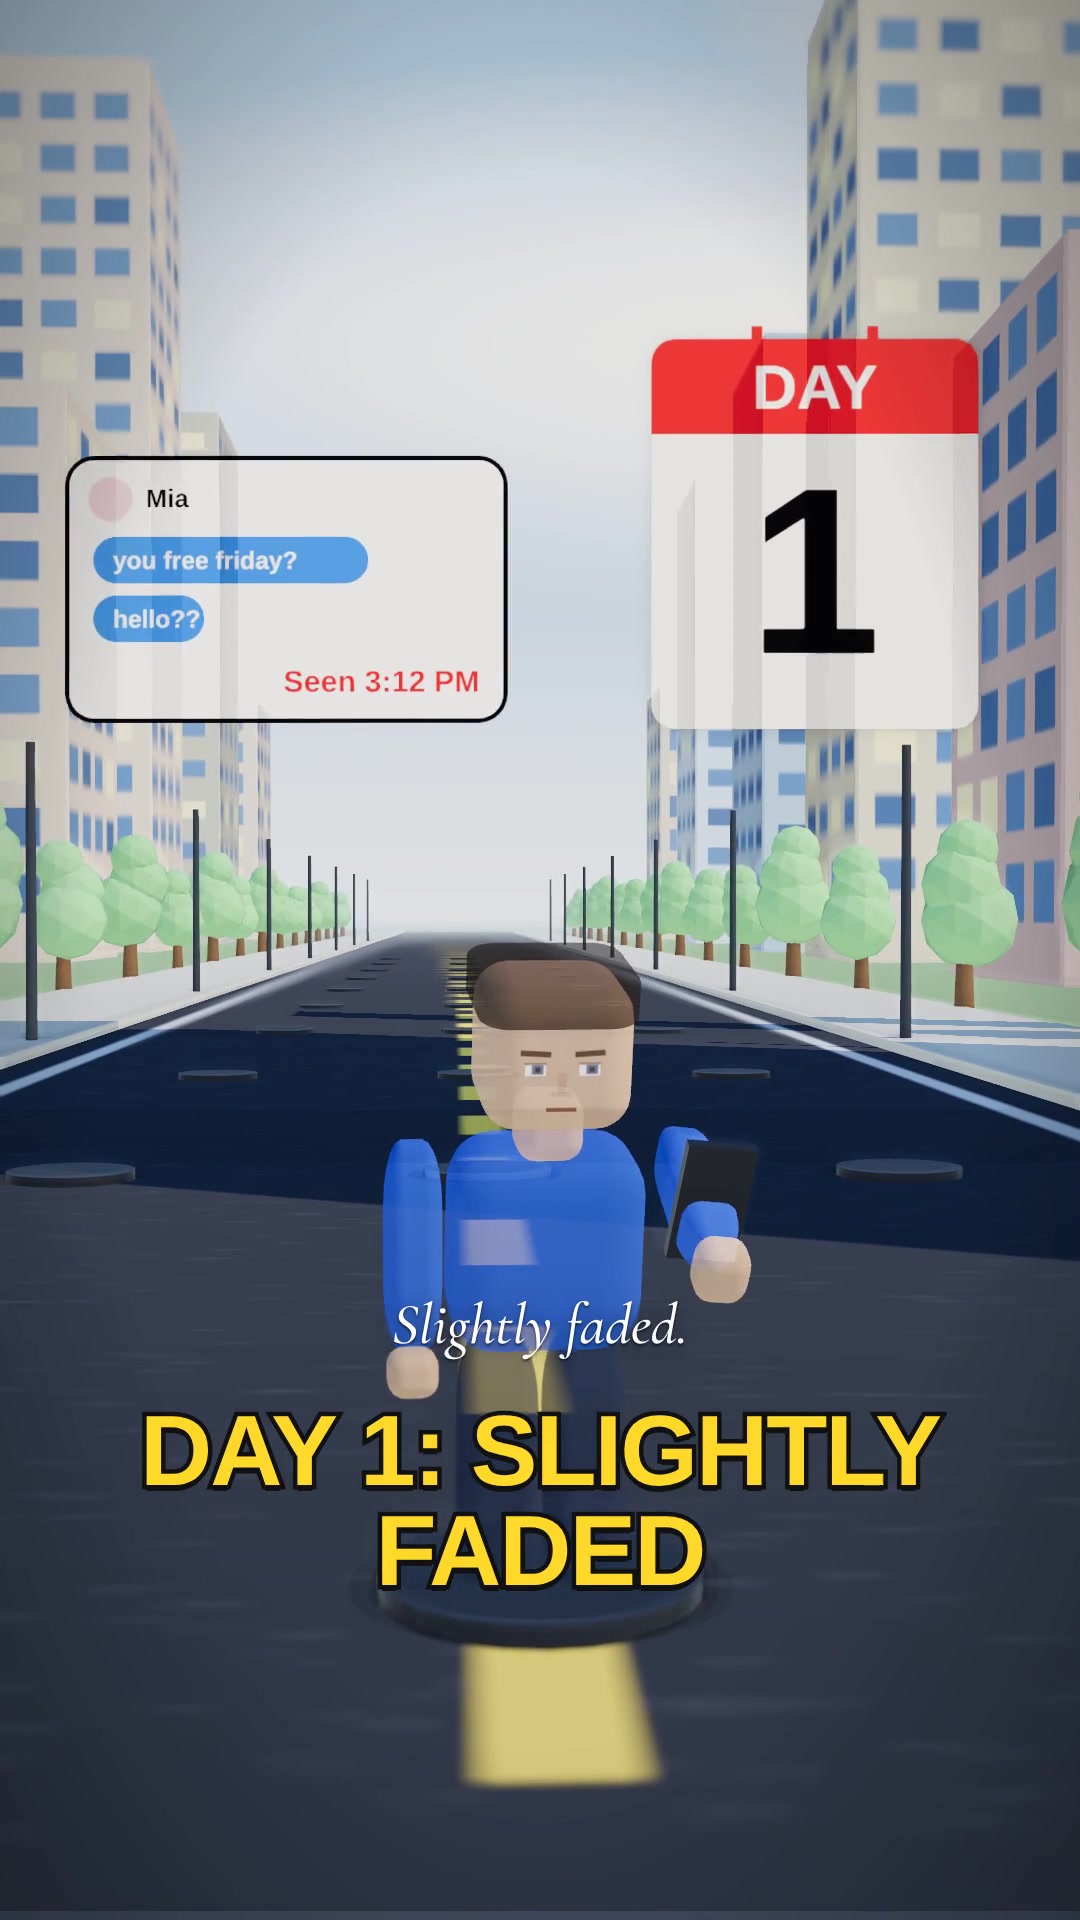 DAY
1
Mia
you free friday?
hello??
Seen 3:12 PM
Slightly faded.
DAY 1: SLIGHTLY
FADED